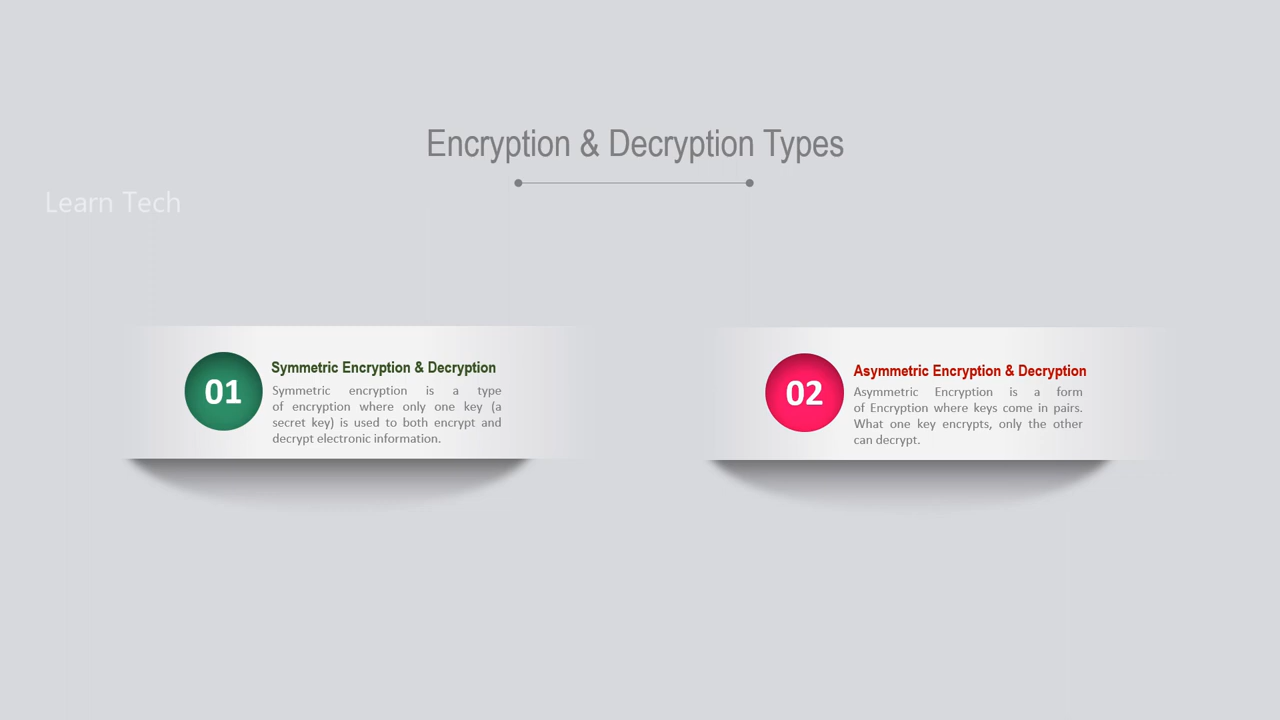 Encryption & Decryption Types
Learn Tech
01
Symmetric Encryption & Decryption
Symmetric encryption is a type
of encryption where only one key (a
secret key) is used to both encrypt and
decrypt electronic information.
02
Asymmetric Encryption & Decryption
Asymmetric Encryption is a form
of Encryption where keys come in pairs.
What one key encrypts, only the other
can decrypt.